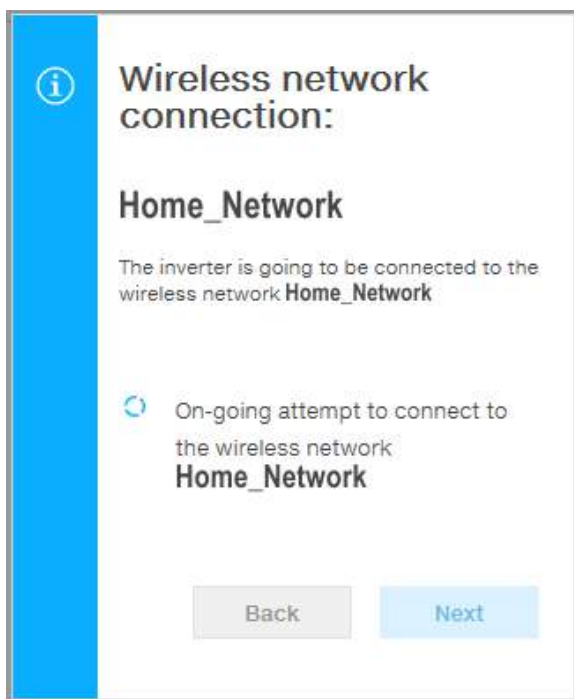 Wireless network
connection:
Home_Network
The inverter is going to be connected to the
wireless network Home_Network
On-going attempt to connect to
the wireless network
Home_Network
Back
Next